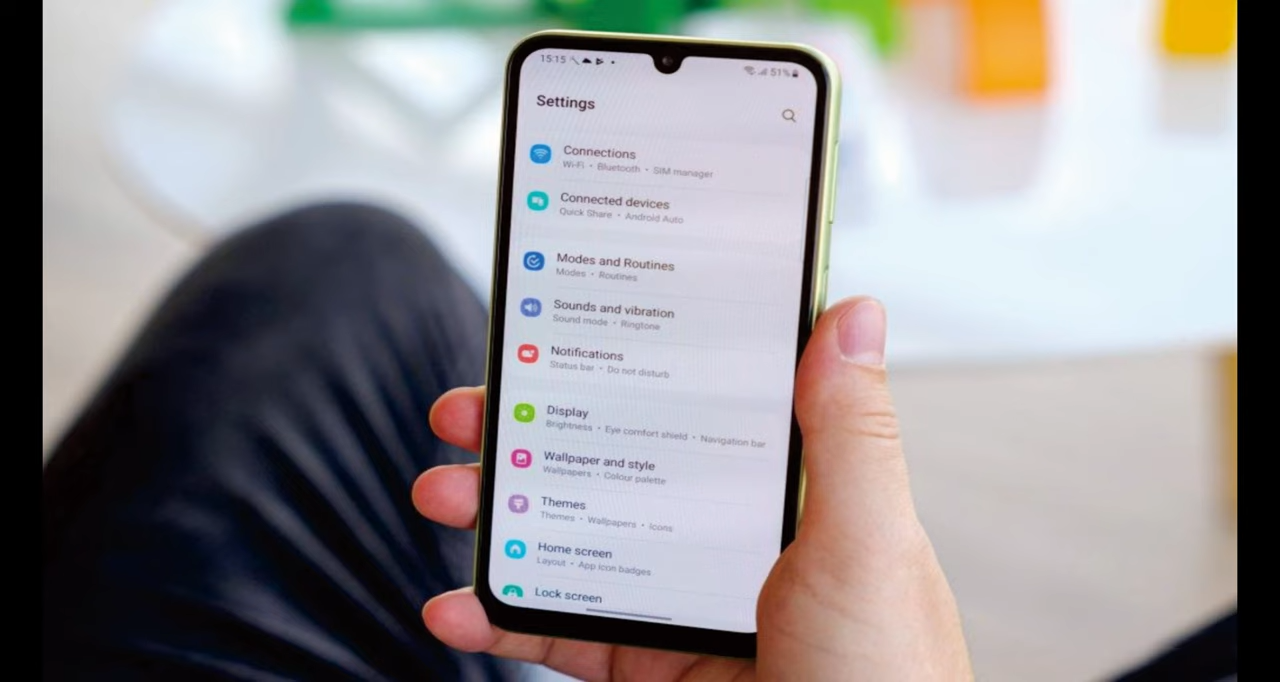 15:15
51%
Settings
Connections
Wi-Fi • Bluetooth • SIM manager
Connected devices
Quick Share • Android Auto
Modes and Routines
Modes • Routines
Sounds and vibration
Sound mode • Ringtone
Notifications
Status bar • Do not disturb
Display
Brightness • Eye comfort shield • Navigation bar
Wallpaper and style
Wallpapers • Colour palette
Themes
Themes • Wallpapers • Icons
Home screen
Layout • App icon badges
Lock screen